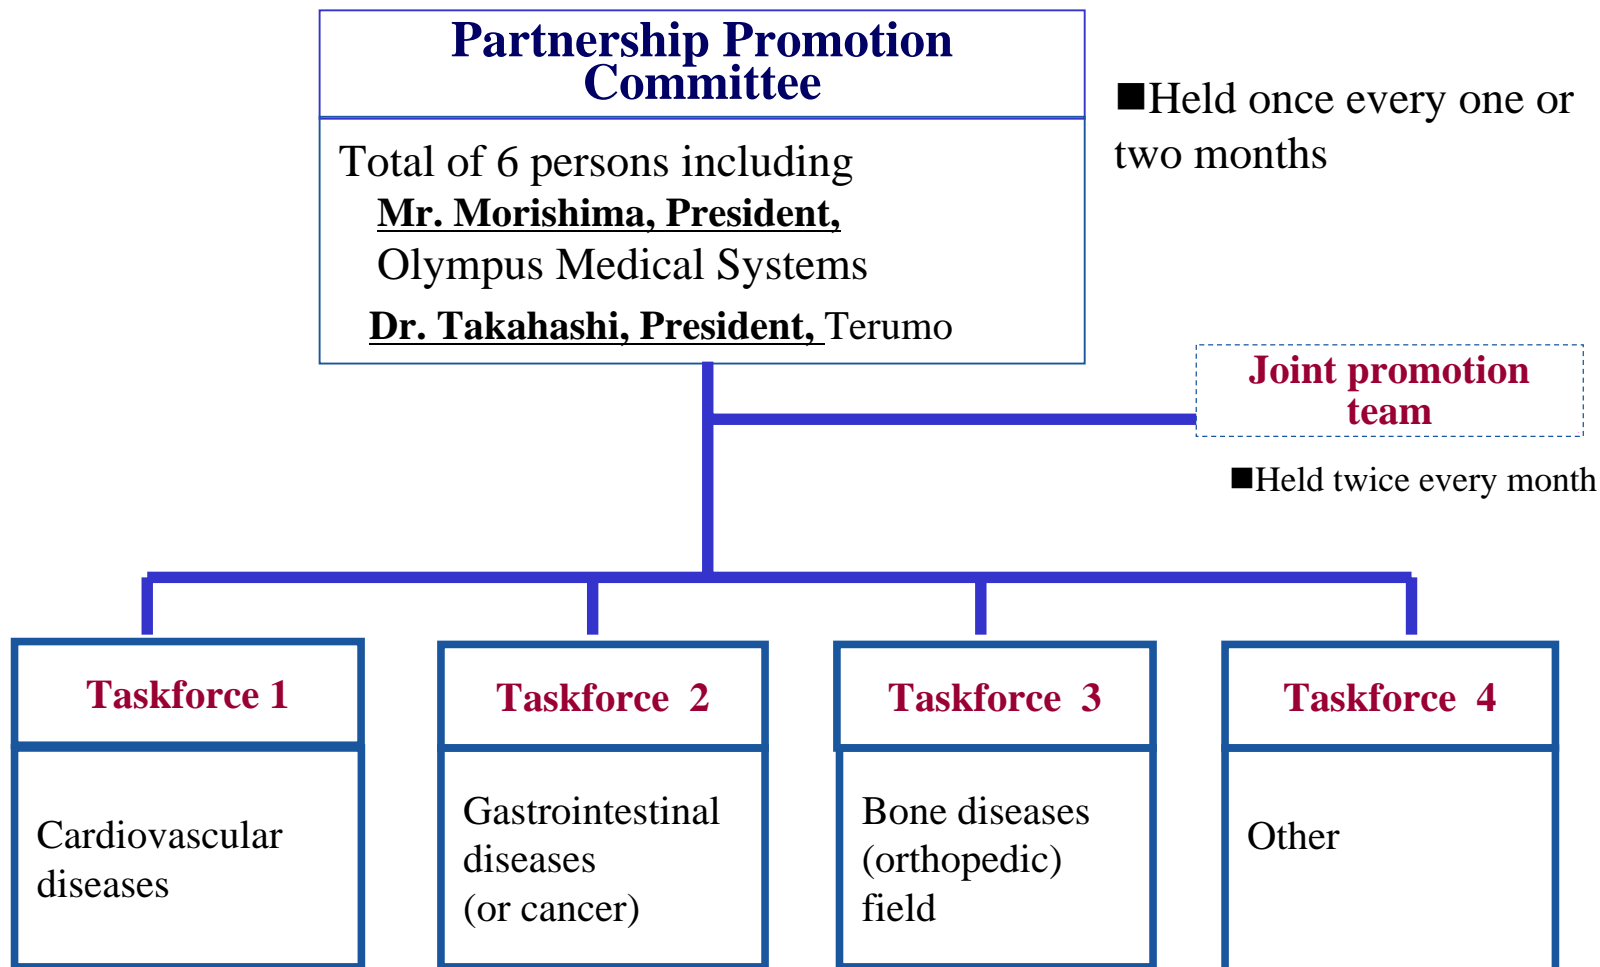 Partnership Promotion
Committee
■Held once every one or
two months
Total of 6 persons including
Mr. Morishima, President,
Olympus Medical Systems
Dr. Takahashi, President, Terumo
Joint promotion
team
■Held twice every month
Taskforce 1
Cardiovascular
diseases
Taskforce 2
Gastrointestinal
diseases
(or cancer)
Taskforce 3
Bone diseases
(orthopedic)
field
Taskforce 4
Other